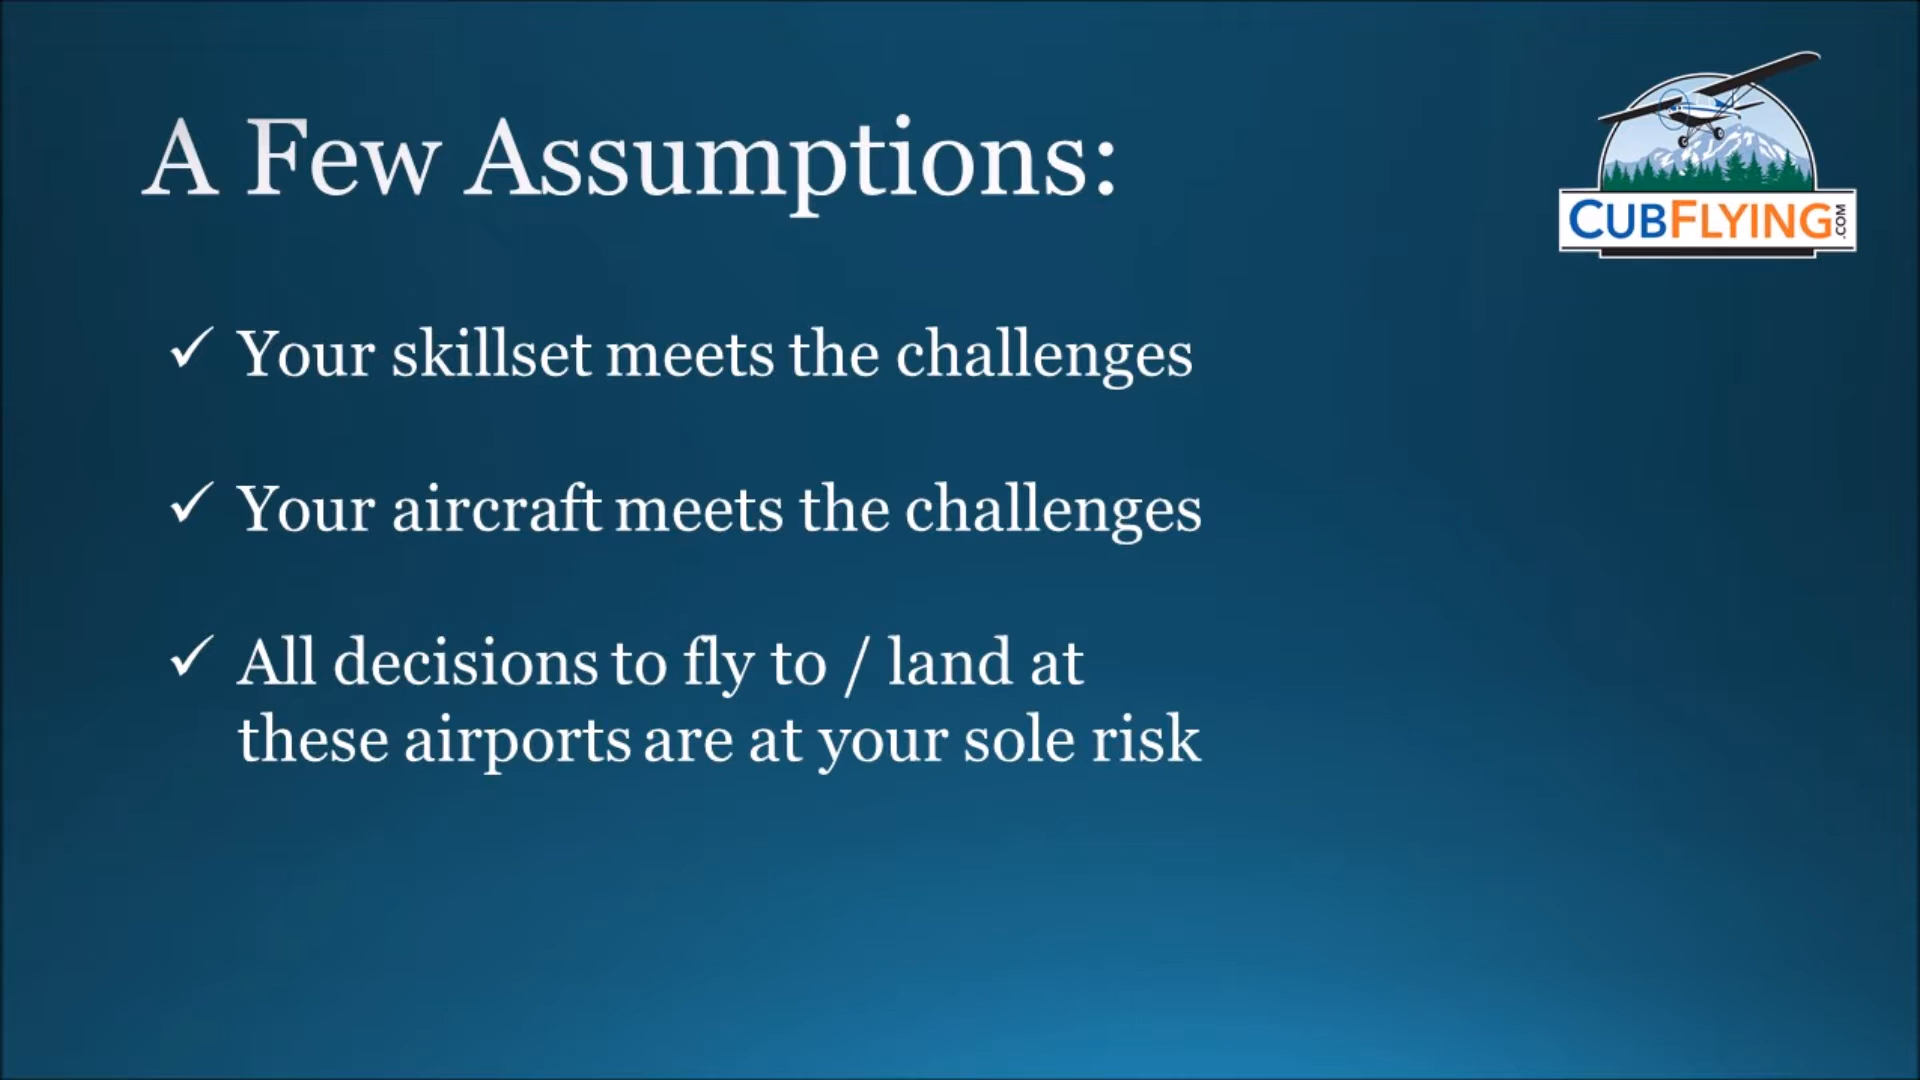 A Few Assumptions:
CUBFLYING.COM
✓ Your skillset meets the challenges
✓ Your aircraft meets the challenges
✓ All decisions to fly to / land at
these airports are at your sole risk